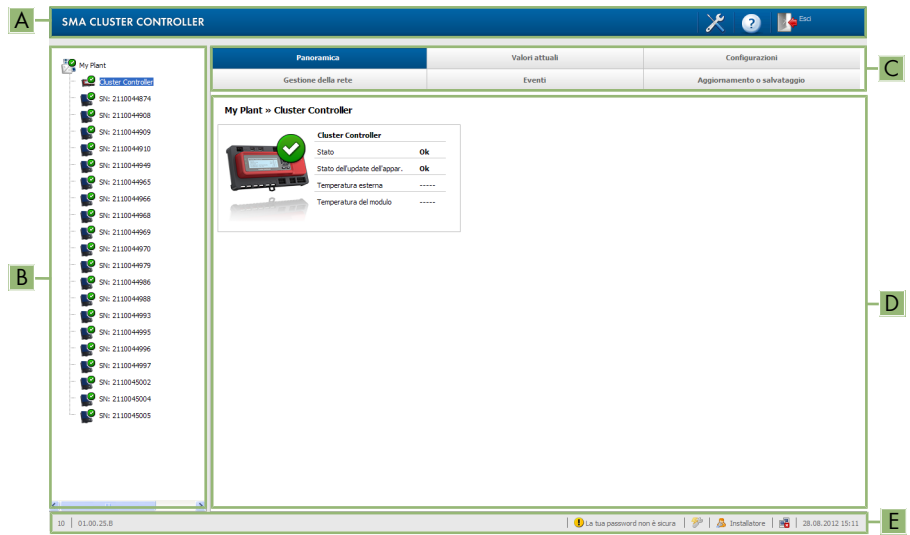 A
SMA CLUSTER CONTROLLER
?
Esci
My Plant
Cluster Controller
SN: 2110044874
SN: 2110044908
SN: 2110044909
SN: 2110044910
SN: 2110044949
SN: 2110044965
SN: 2110044966
SN: 2110044968
SN: 2110044969
SN: 2110044970
SN: 2110044979
SN: 2110044986
SN: 2110044988
SN: 2110044993
SN: 2110044995
SN: 2110044996
SN: 2110044997
SN: 2110045002
SN: 2110045004
SN: 2110045005
B
Panoramica
Valori attuali
Configurazioni
Gestione della rete
Eventi
Aggiornamento o salvataggio
C
My Plant » Cluster Controller
Cluster Controller
Stato Ok
Stato dell'update dell'appar. Ok
Temperatura esterna -----
Temperatura del modulo -----
D
10 | 01.00.25.B
La tua password non è sicura
Installatore
28.08.2012 15:11
E